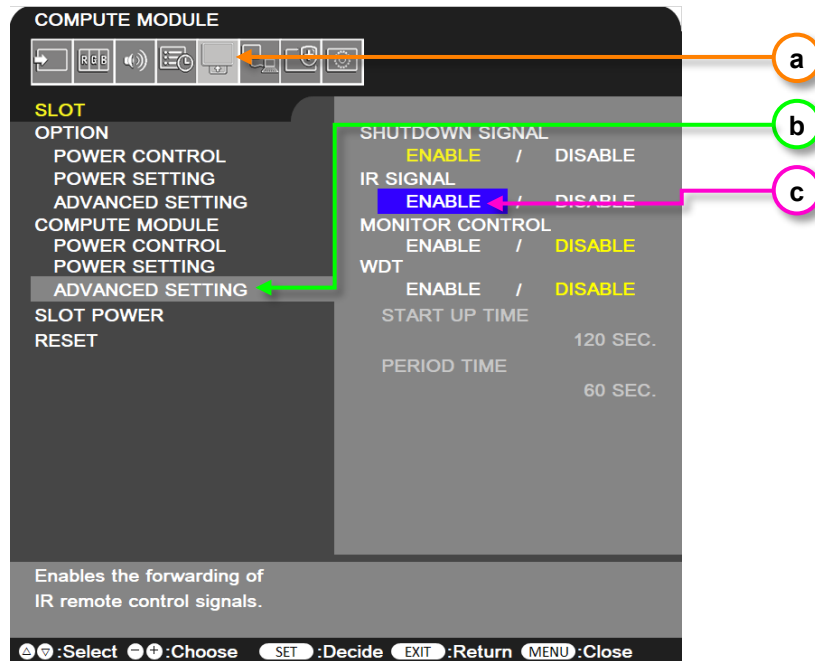 COMPUTE MODULE
R G B
a
SLOT
OPTION
POWER CONTROL
POWER SETTING
ADVANCED SETTING
COMPUTE MODULE
POWER CONTROL
POWER SETTING
ADVANCED SETTING
SLOT POWER
RESET
SHUTDOWN SIGNAL
ENABLE / DISABLE
IR SIGNAL
ENABLE / DISABLE
MONITOR CONTROL
ENABLE / DISABLE
WDT
ENABLE / DISABLE
START UP TIME
120 SEC.
PERIOD TIME
60 SEC.
b
c
Enables the forwarding of
IR remote control signals.
:Select :Choose SET :Decide EXIT :Return MENU :Close